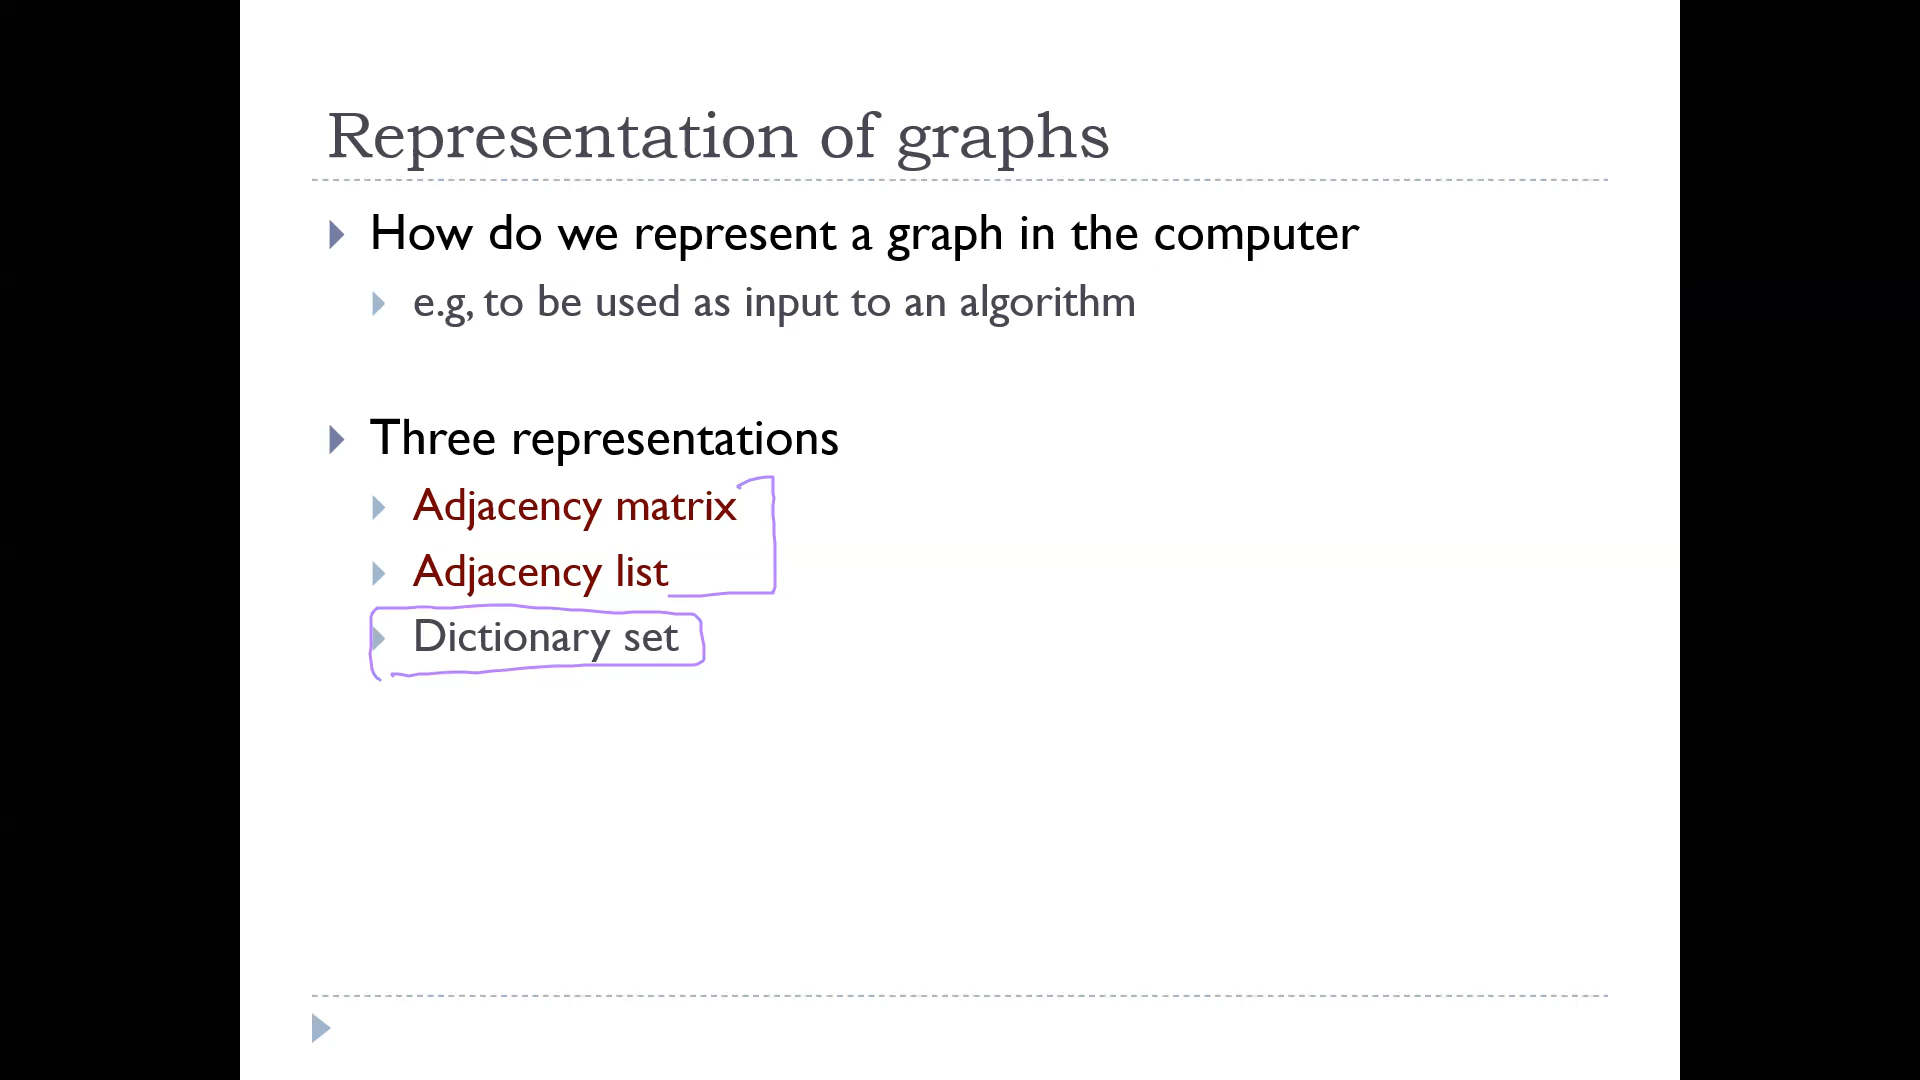 Representation of graphs
How do we represent a graph in the computer
e.g, to be used as input to an algorithm
Three representations
Adjacency matrix
Adjacency list
Dictionary set